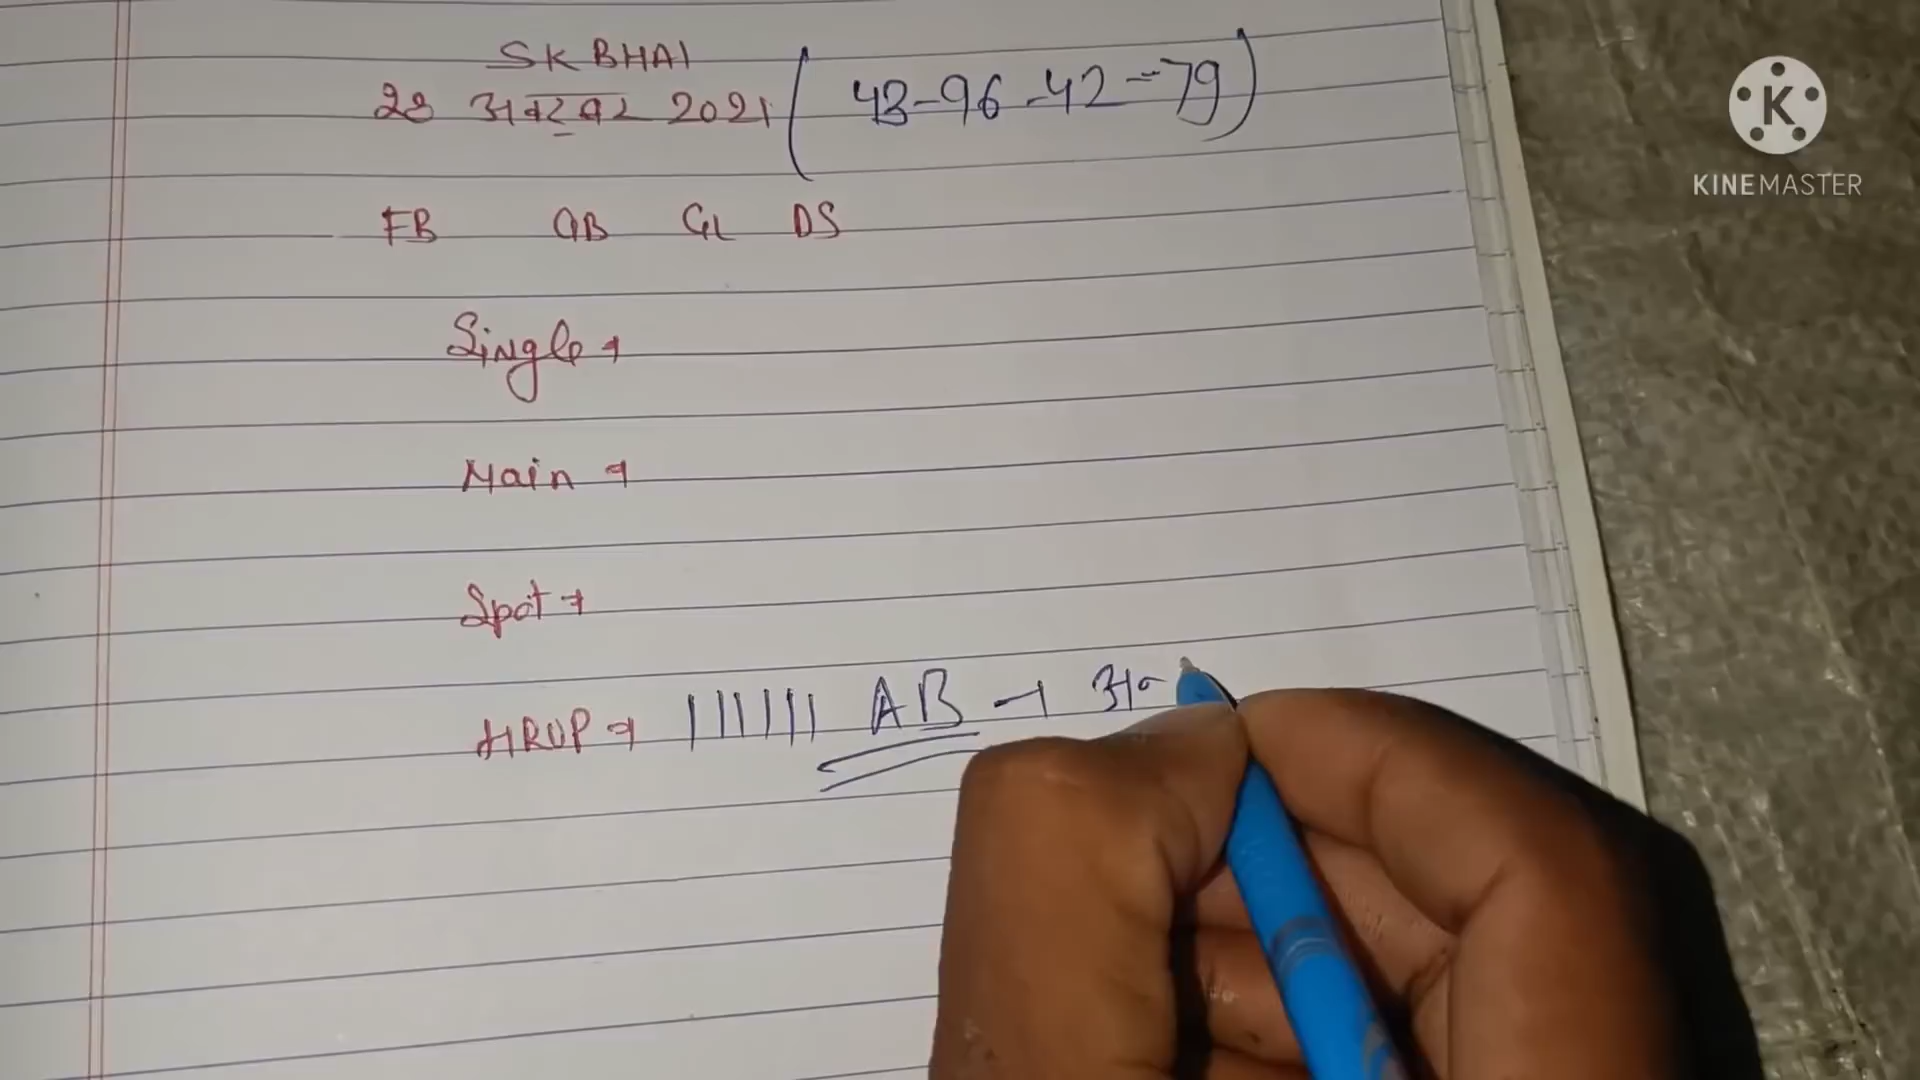 SK BHAI
28 अक्टूबर 2021 (43-96-42-79)
FB GB GL DS
Single →
Main →
Spot →
HRUP → |||||| AB →
K
KINEMASTER